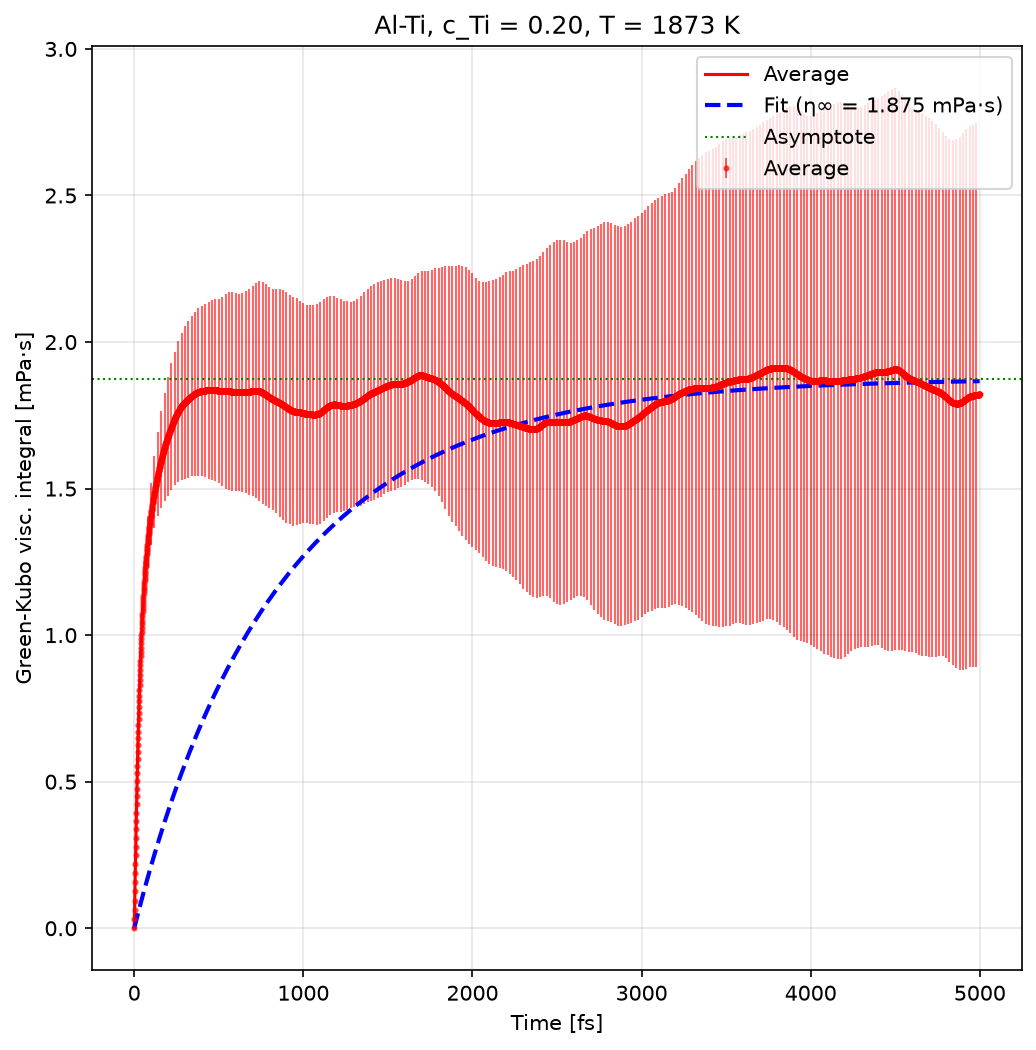 Al-Ti, c_Ti = 0.20, T = 1873 K
Green-Kubo visc. integral [mPa·s]
3.0
2.5
2.0
1.5
1.0
0.5
0.0
Average
Fit (η∞ = 1.875 mPa·s)
Asymptote
Average
0
1000
2000
3000
4000
5000
Time [fs]